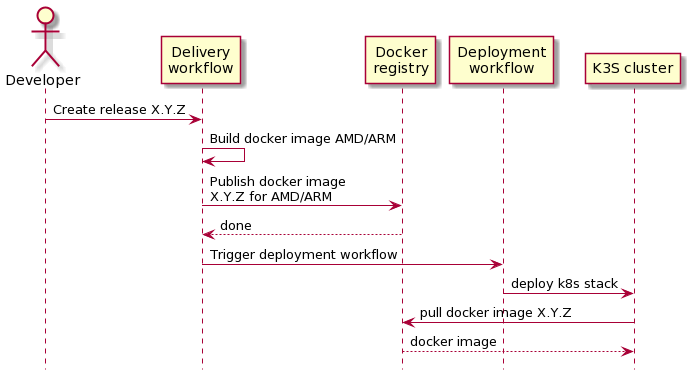 Developer
Delivery
workflow
Docker
registry
Deployment
workflow
K3S cluster
Create release X.Y.Z
Build docker image AMD/ARM
Publish docker image
X.Y.Z for AMD/ARM
done
Trigger deployment workflow
deploy k8s stack
pull docker image X.Y.Z
docker image